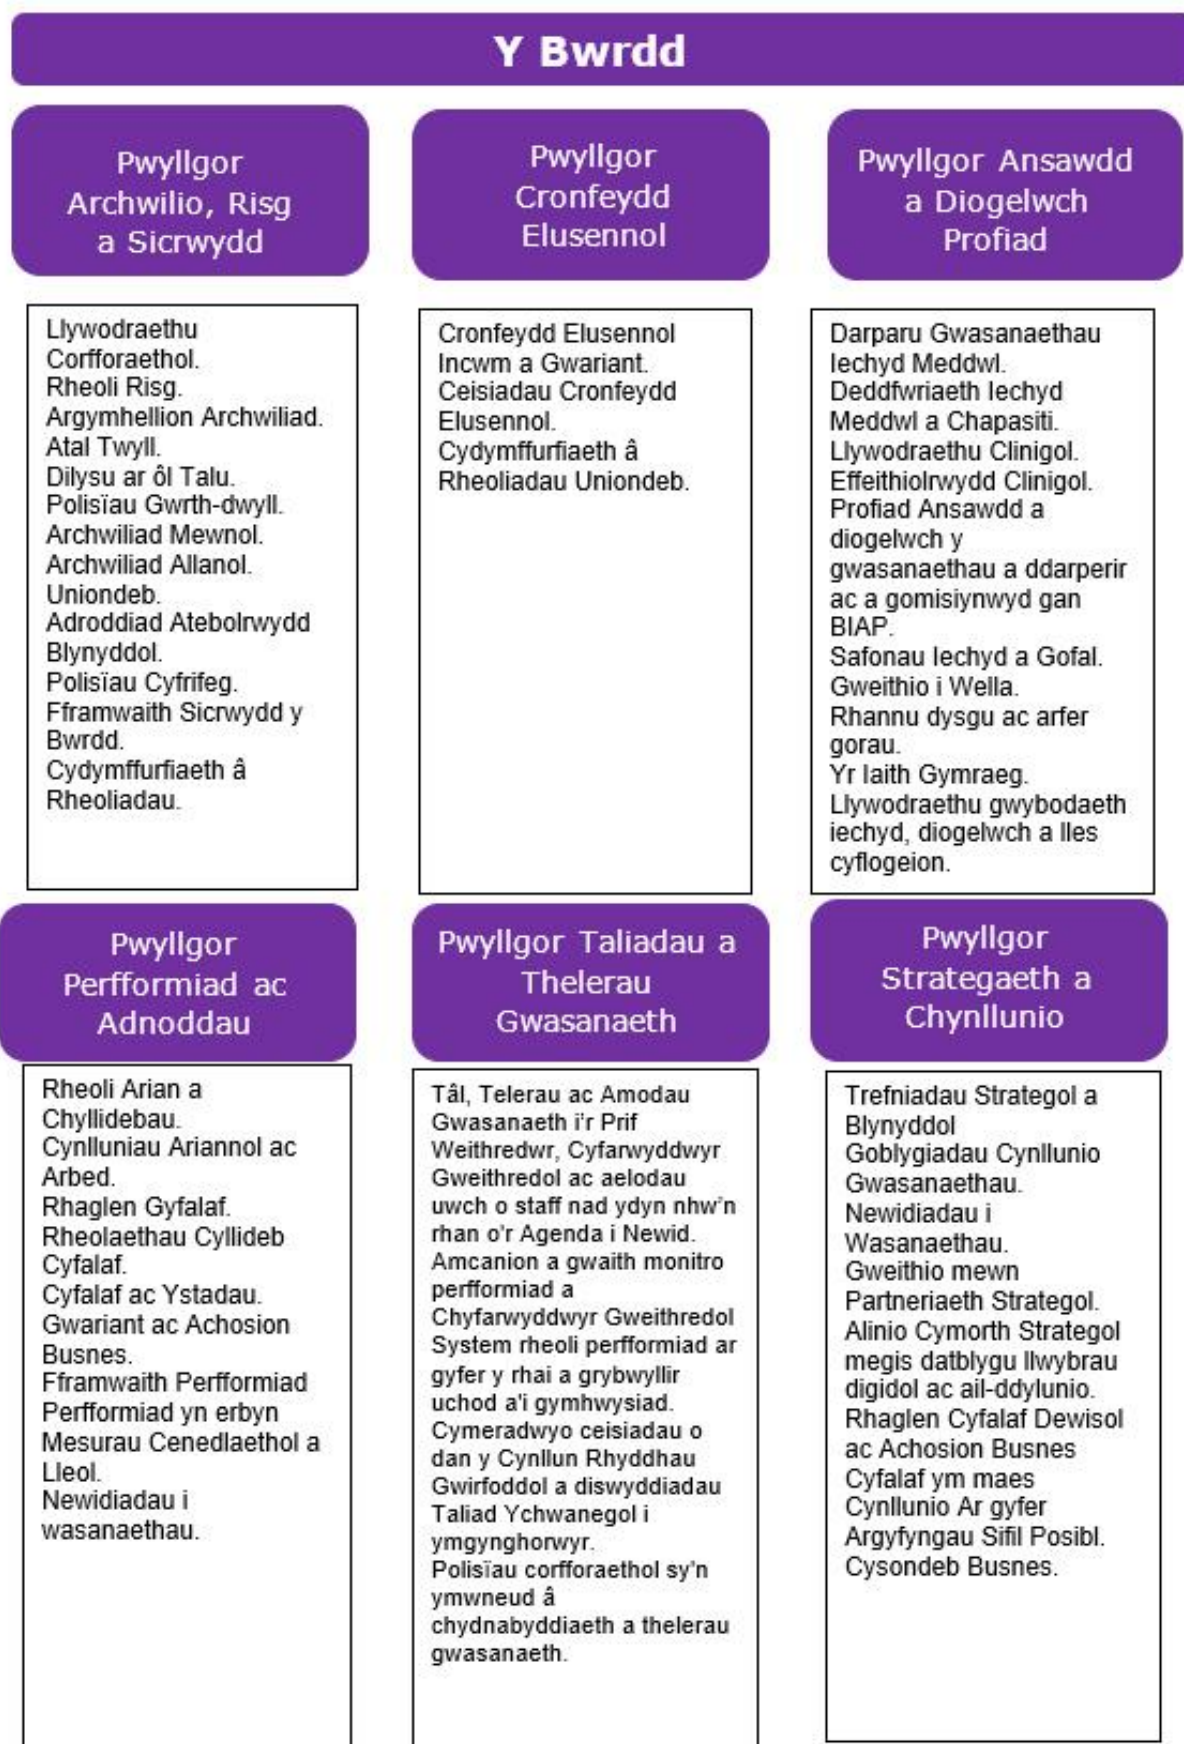 Y Bwrdd
Pwyllgor
Archwilio, Risg
a Sicrwydd
Llywodraethu
Corfforaethol.
Rheoli Risg.
Argymhellion Archwiliad.
Atal Twyll.
Dilysu ar ôl Talu.
Polisïau Gwrth-dwyll.
Archwiliad Mewnol.
Archwiliad Allanol.
Uniondeb.
Adroddiad Atebolrwydd
Blynyddol.
Polisïau Cyfrifeg.
Fframwaith Sicrwydd y
Bwrdd.
Cydymffurfiaeth â
Rheoliadau.
Pwyllgor
Cronfeydd
Elusennol
Cronfeydd Elusennol
Incwm a Gwariant.
Ceisiadau Cronfeydd
Elusennol.
Cydymffurfiaeth â
Rheoliadau Uniondeb.
Pwyllgor Ansawdd
a Diogelwch
Profiad
Darparu Gwasanaethau
Iechyd Meddwl.
Deddfwriaeth Iechyd
Meddwl a Chapasiti.
Llywodraethu Clinigol.
Effeithiolrwydd Clinigol.
Profiad Ansawdd a
diogelwch y
gwasanaethau a ddarperir
ac a gomisiynwyd gan
BIAP.
Safonau Iechyd a Gofal.
Gweithio i Wella.
Rhannu dysgu ac arfer
gorau.
Yr Iaith Gymraeg.
Llywodraethu gwybodaeth
iechyd, diogelwch a lles
cyflogeion.
Pwyllgor
Perfformiad ac
Adnoddau
Rheoli Arian a
Chyllidebau.
Cynlluniau Ariannol ac
Arbed.
Rhaglen Gyfalaf.
Rheolaethau Cyllideb
Cyfalaf.
Cyfalaf ac Ystadau.
Gwariant ac Achosion
Busnes.
Fframwaith Perfformiad
Perfformiad yn erbyn
Mesurau Cenedlaethol a
Lleol.
Newidiadau i
wasanaethau.
Pwyllgor Taliadau a
Thelerau
Gwasanaeth
Tâl, Telerau ac Amodau
Gwasanaeth i'r Prif
Weithredwr, Cyfarwyddwyr
Gweithredol ac aelodau
uwch o staff nad ydyn nhw'n
rhan o'r Agenda i Newid.
Amcanion a gwaith monitro
perfformiad a
Chyfarwyddwyr Gweithredol
System rheoli perfformiad ar
gyfer y rhai a grybwyllir
uchod a'i gymhwysiad.
Cymeradwyo ceisiadau o
dan y Cynllun Rhyddhau
Gwirfoddol a diswyddiadau
Taliad Ychwanegol i
ymgynghorwyr.
Polisïau corfforaethol sy'n
ymwneud â
chydnabyddiaeth a thelerau
gwasanaeth.
Pwyllgor
Strategaeth a
Chynllunio
Trefniadau Strategol a
Blynyddol
Goblygiadau Cynllunio
Gwasanaethau.
Newidiadau i
Wasanaethau.
Gweithio mewn
Partneriaeth Strategol.
Alinio Cymorth Strategol
megis datblygu llwybrau
digidol ac ail-ddylunio.
Rhaglen Cyfalaf Dewisol
ac Achosion Busnes
Cyfalaf ym maes
Cynllunio Ar gyfer
Argyfyngau Sifil Posibl.
Cysondeb Busnes.